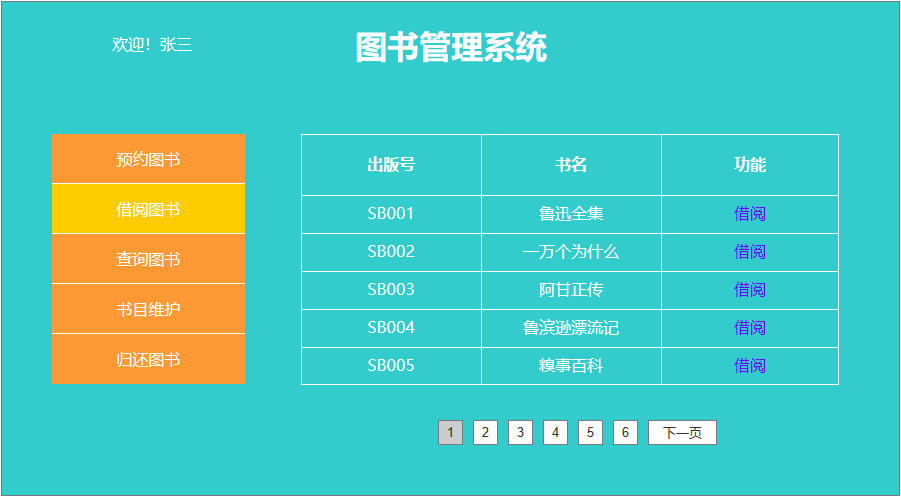 欢迎！张三
图书管理系统
预约图书
借阅图书
查询图书
书目维护
归还图书
出版号 书名 功能
SB001 鲁迅全集 借阅
SB002 一万个为什么 借阅
SB003 阿甘正传 借阅
SB004 鲁滨逊漂流记 借阅
SB005 糗事百科 借阅
1 2 3 4 5 6 下一页